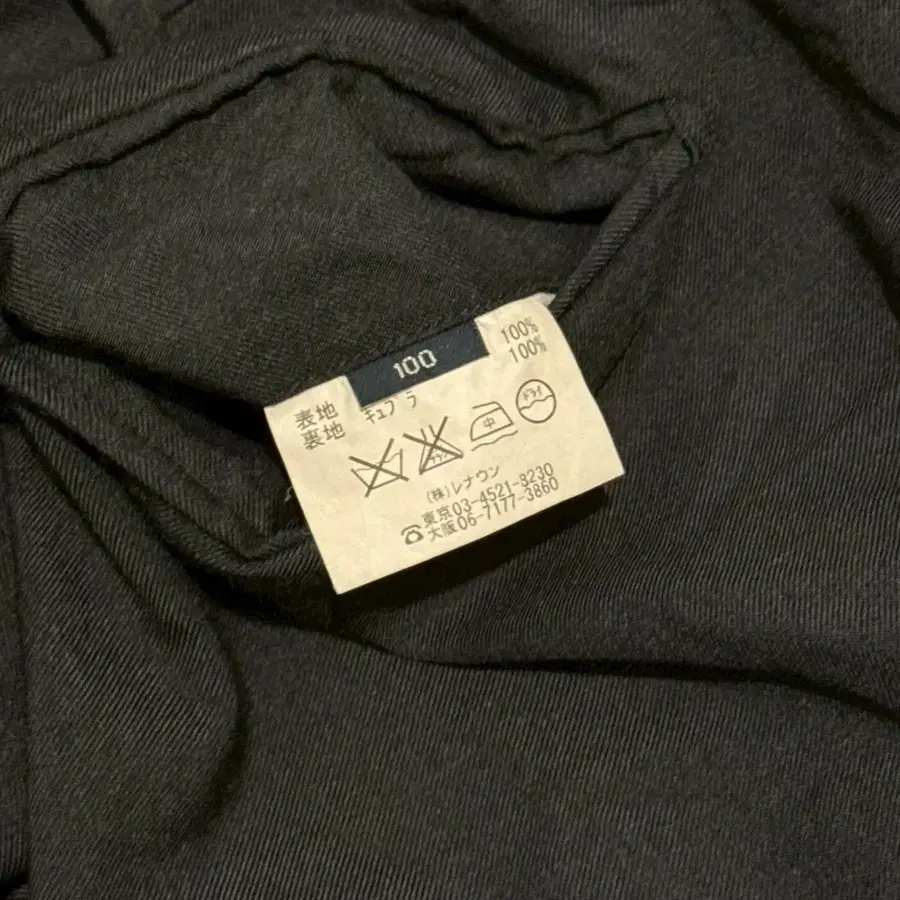 100
表地 100%
裏地 キュプラ 100%
中
ドライ
(株)レナウン
☎東京03-4521-8230
大阪06-7177-3860